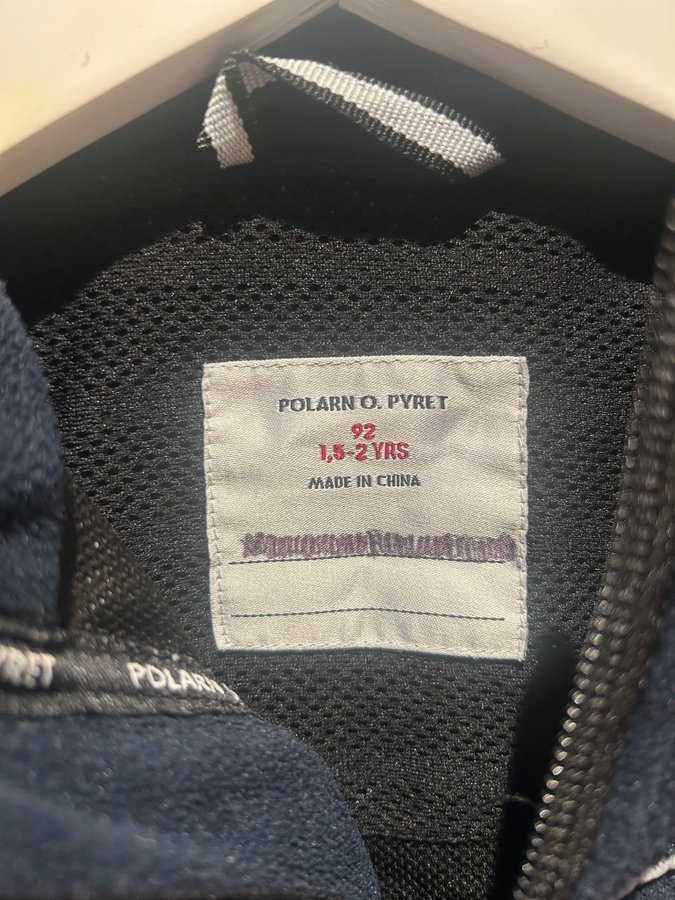 POLARN O. PYRET
92
1,5-2 YRS
MADE IN CHINA
PYRET
POLARN